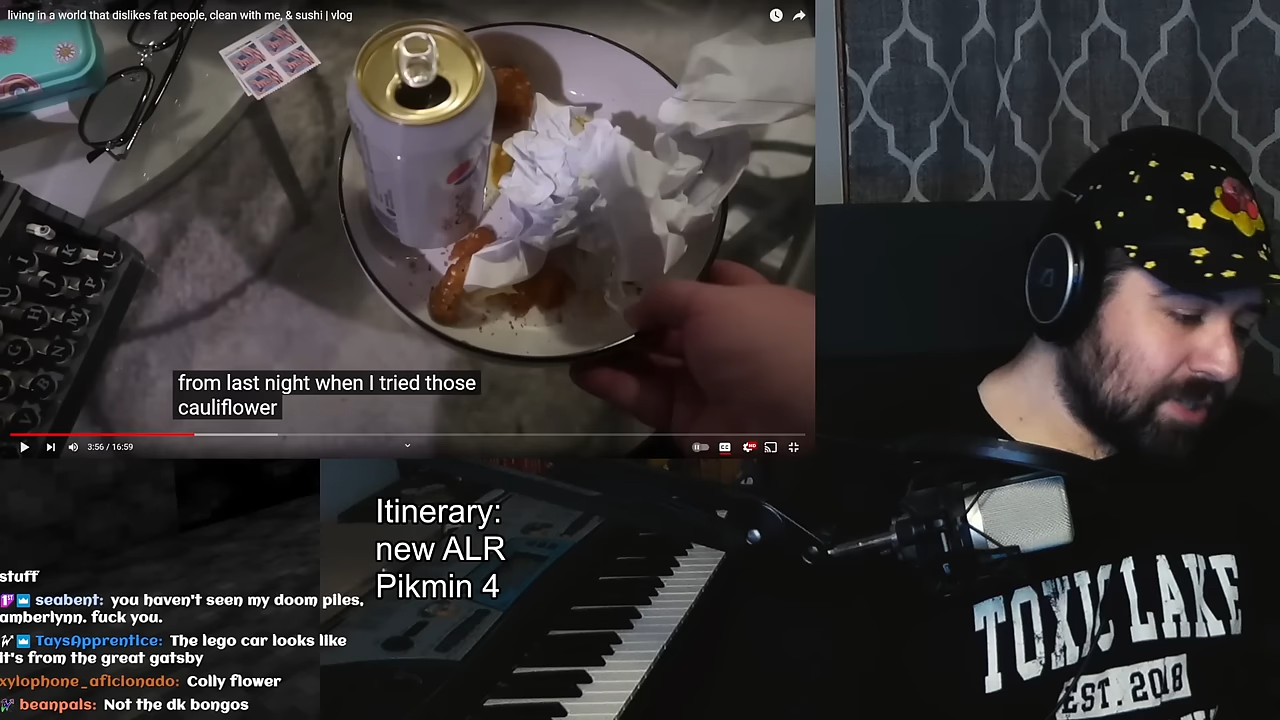 living in a world that dislikes fat people, clean with me, & sushi | vlog
from last night when I tried those
cauliflower
3:56 / 16:59
CC
HD
Itinerary:
new ALR
Pikmin 4
stuff
seabent: you haven't seen my doom piles,
amberlynn. fuck you.
TaysApprentice: The lego car looks like
it's from the great gatsby
xylophone_aficionado: Colly flower
beanpals: Not the dk bongos
TOXIC LAKE
EST. 2018